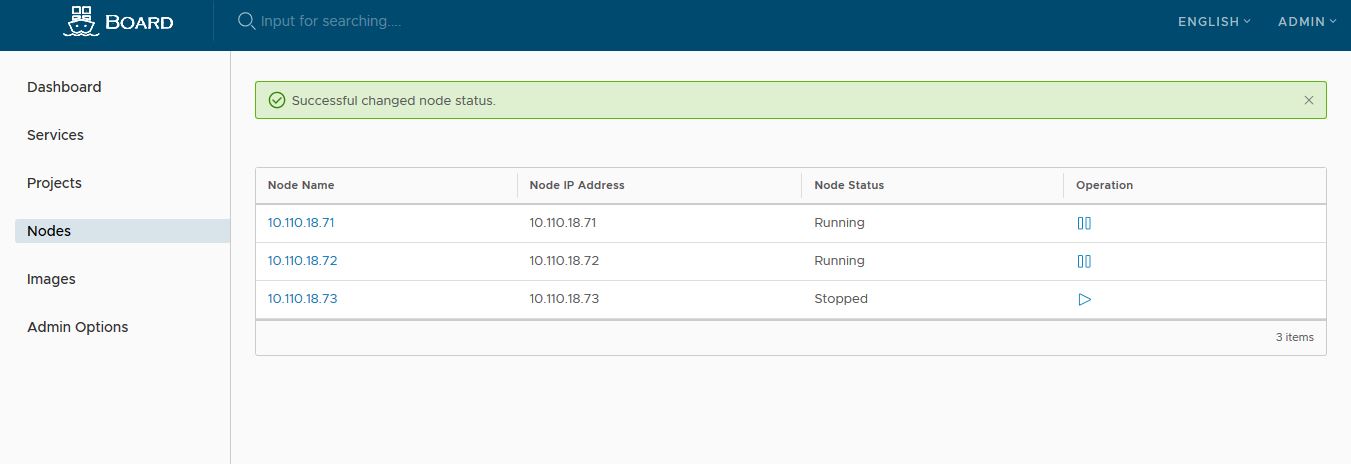 BOARD Input for searching.... ENGLISH ADMIN
Dashboard
Successful changed node status.
Services
Projects
Nodes
Images
Admin Options
Node Name Node IP Address Node Status Operation
10.110.18.71 10.110.18.71 Running
10.110.18.72 10.110.18.72 Running
10.110.18.73 10.110.18.73 Stopped
3 items